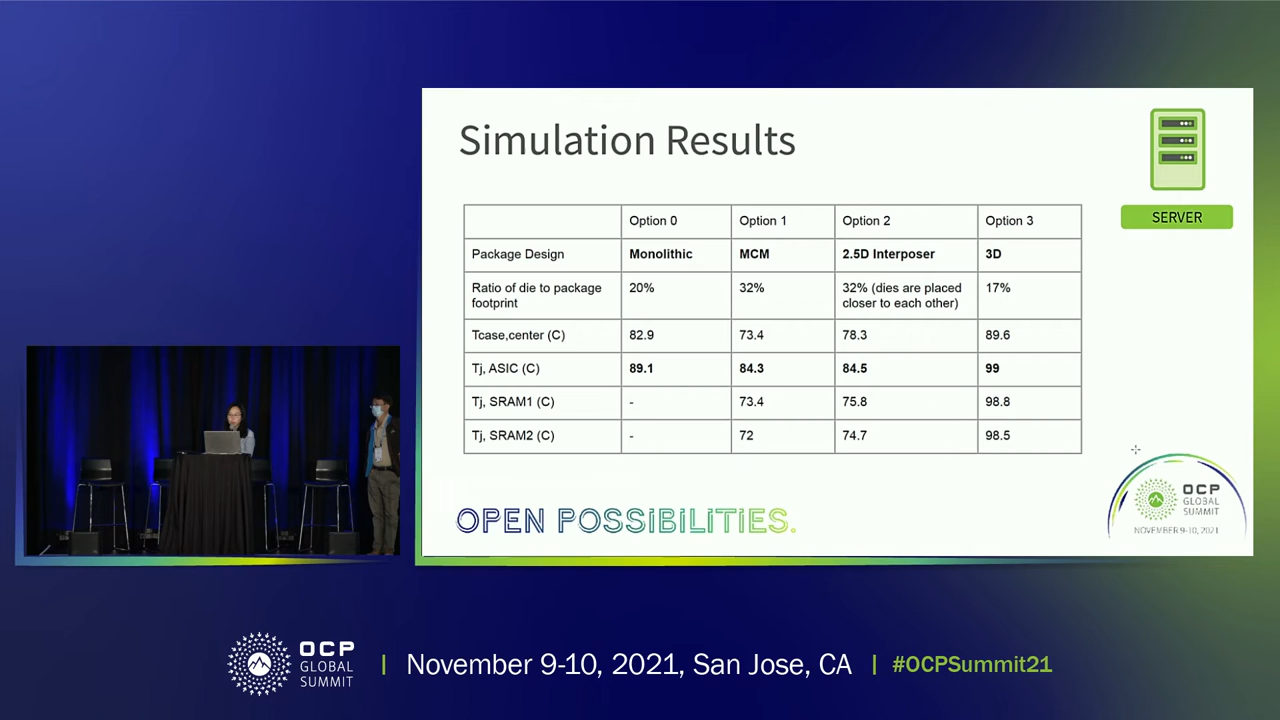 Simulation Results
SERVER
Option 0 Option 1 Option 2 Option 3
Package Design Monolithic MCM 2.5D Interposer 3D
Ratio of die to package 20% 32% 32% (dies are placed 17%
footprint closer to each other)
Tcase,center (C) 82.9 73.4 78.3 89.6
Tj, ASIC (C) 89.1 84.3 84.5 99
Tj, SRAM1 (C) - 73.4 75.8 98.8
Tj, SRAM2 (C) - 72 74.7 98.5
OPEN POSSIBILITIES.
OCP
GLOBAL
SUMMIT
NOVEMBER 9-10, 2021
OCP
GLOBAL
SUMMIT
| November 9-10, 2021, San Jose, CA | #OCPSummit21